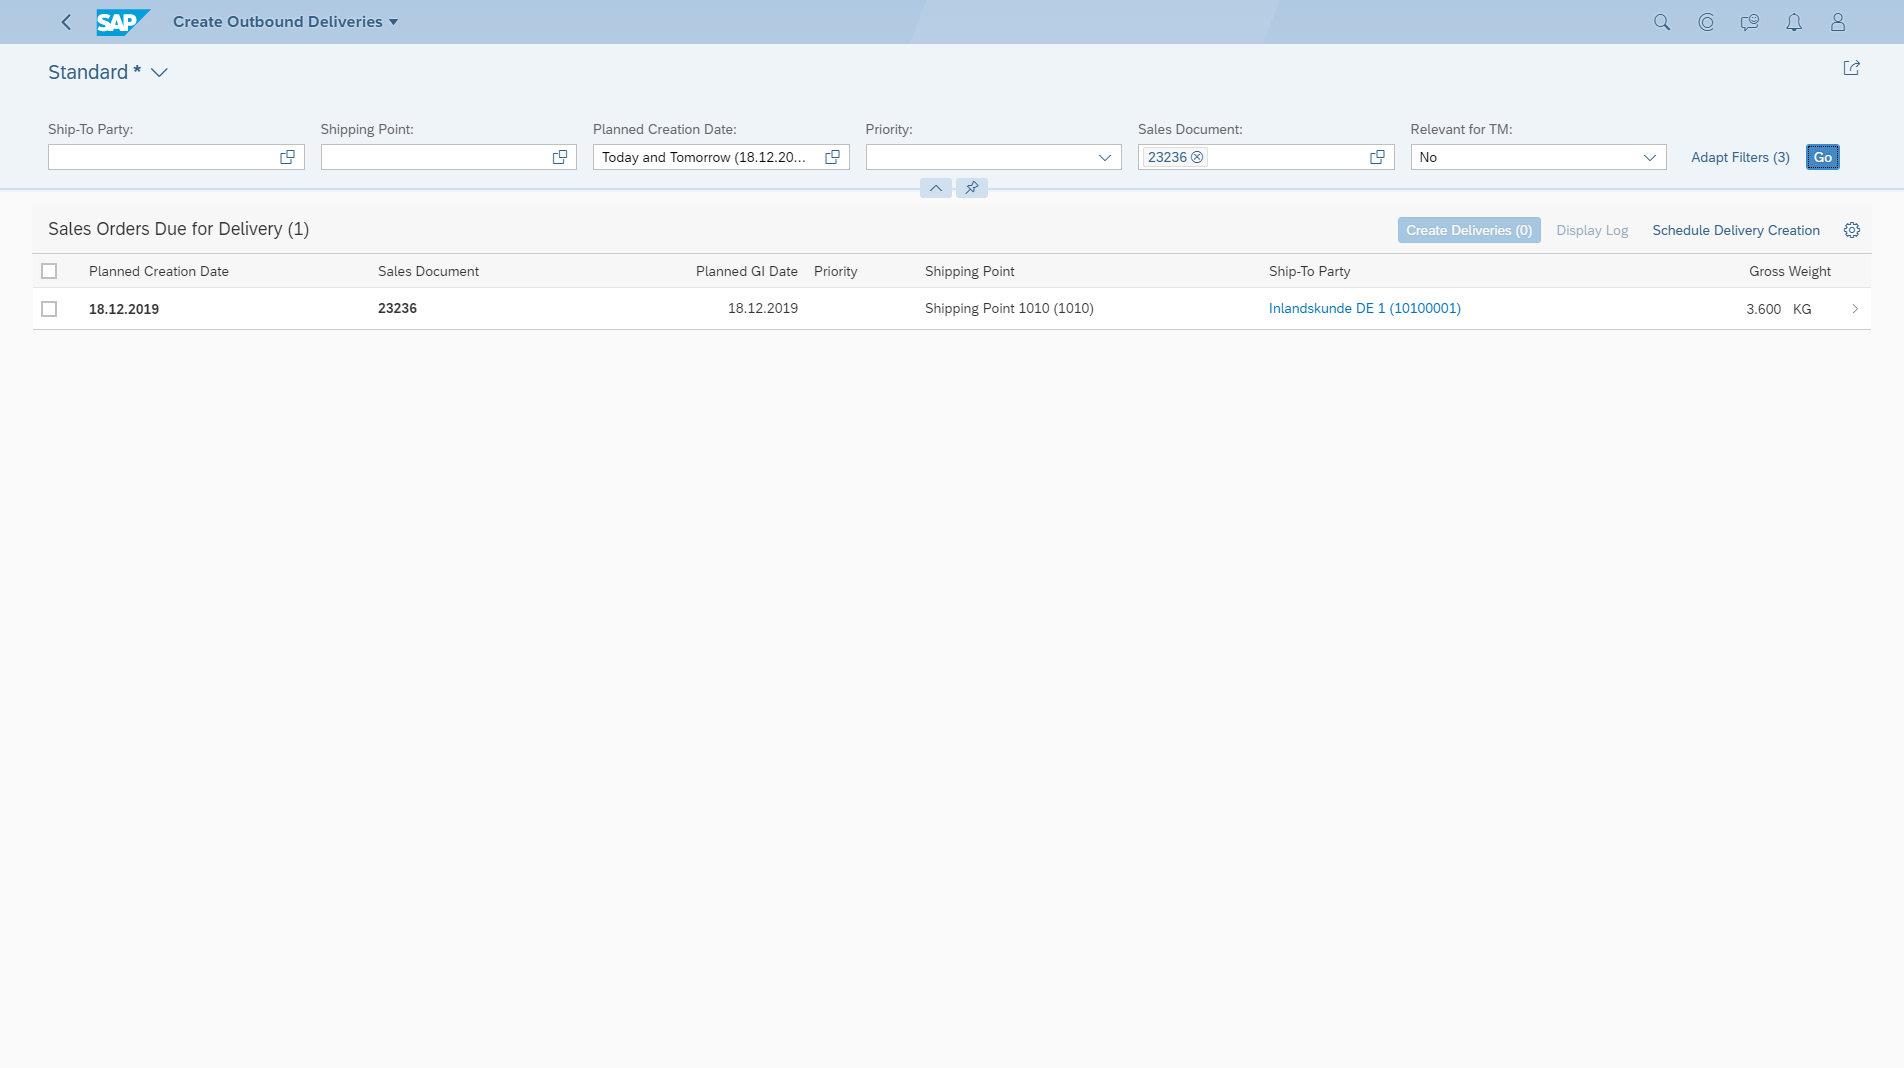 SAP Create Outbound Deliveries
Standard *
Ship-To Party: Shipping Point: Planned Creation Date: Priority: Sales Document: Relevant for TM:
Today and Tomorrow (18.12.20... 23236 No Adapt Filters (3) Go
Sales Orders Due for Delivery (1) Create Deliveries (0) Display Log Schedule Delivery Creation
Planned Creation Date Sales Document Planned GI Date Priority Shipping Point Ship-To Party Gross Weight
18.12.2019 23236 18.12.2019 Shipping Point 1010 (1010) Inlandskunde DE 1 (10100001) 3.600 KG